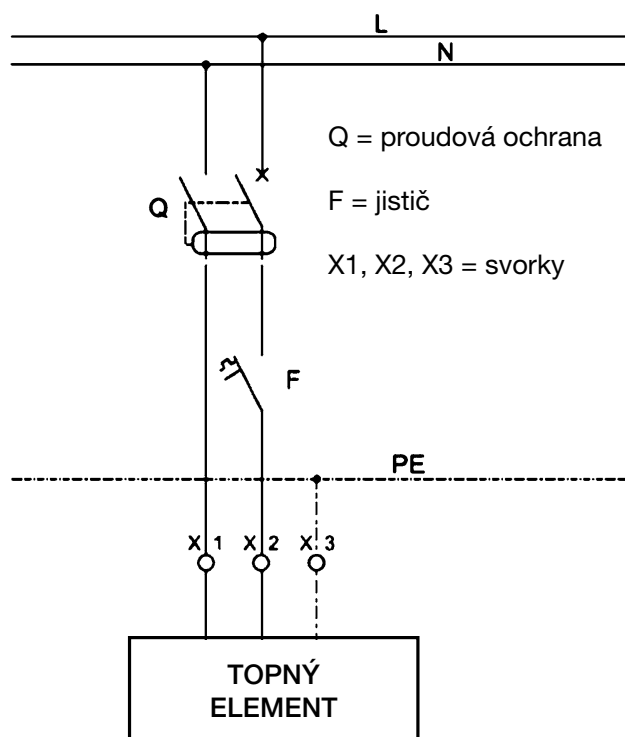 L
N
Q = proudová ochrana
Q
F = jistič
X1, X2, X3 = svorky
F
PE
X 1 X 2 X 3
TOPNÝ
ELEMENT